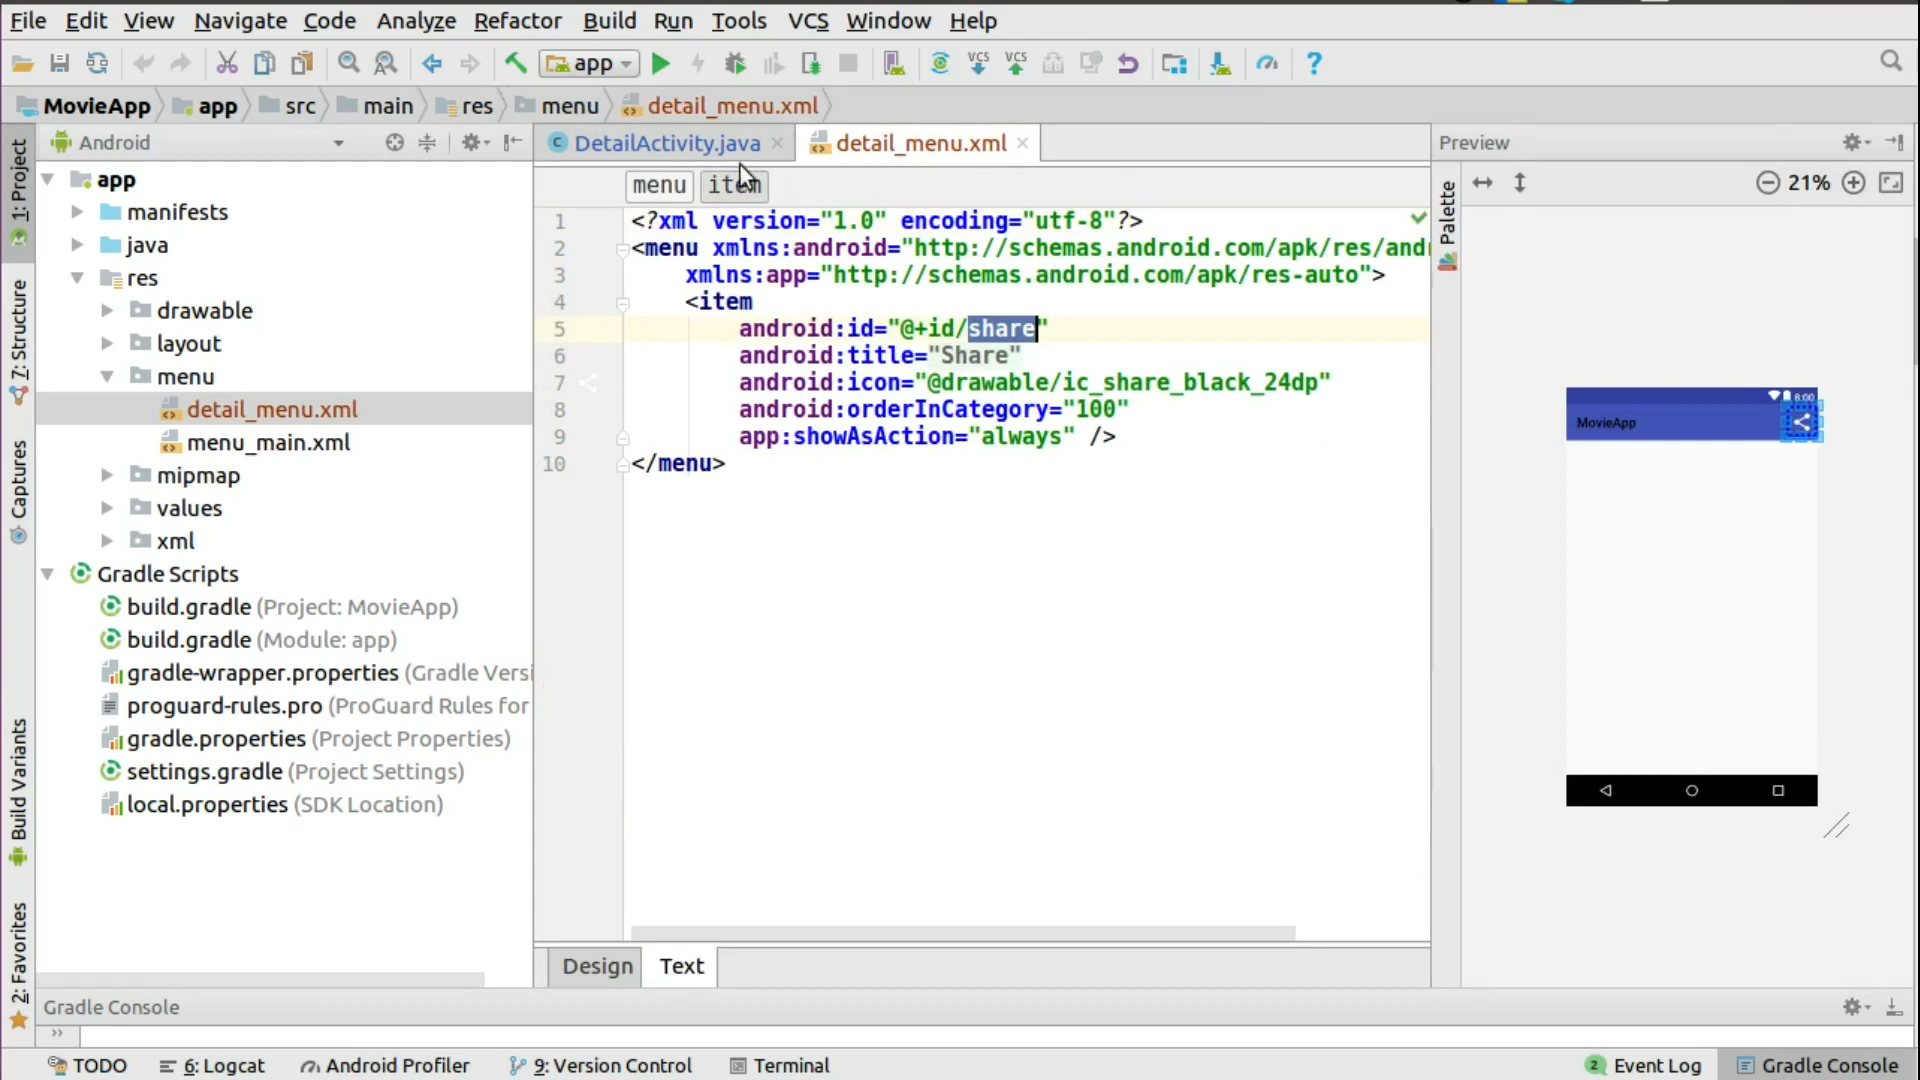 File Edit View Navigate Code Analyze Refactor Build Run Tools VCS Window Help
app VCS VCS ?
MovieApp app src main res menu detail_menu.xml
1: Project
7: Structure
Captures
Build Variants
2: Favorites
Android
app
manifests
java
res
drawable
layout
menu
detail_menu.xml
menu_main.xml
mipmap
values
xml
Gradle Scripts
build.gradle (Project: MovieApp)
build.gradle (Module: app)
gradle-wrapper.properties (Gradle Versi
proguard-rules.pro (ProGuard Rules for
gradle.properties (Project Properties)
settings.gradle (Project Settings)
local.properties (SDK Location)
DetailActivity.java detail_menu.xml
menu item
1 <?xml version="1.0" encoding="utf-8"?>
2 <menu xmlns:android="http://schemas.android.com/apk/res/andr
3 xmlns:app="http://schemas.android.com/apk/res-auto">
4 <item
5 android:id="@+id/share"
6 android:title="Share"
7 android:icon="@drawable/ic_share_black_24dp"
8 android:orderInCategory="100"
9 app:showAsAction="always" />
10 </menu>
Design Text
Preview
Palette
21%
8:00
MovieApp
Gradle Console
TODO 6: Logcat Android Profiler 9: Version Control Terminal 2 Event Log Gradle Console